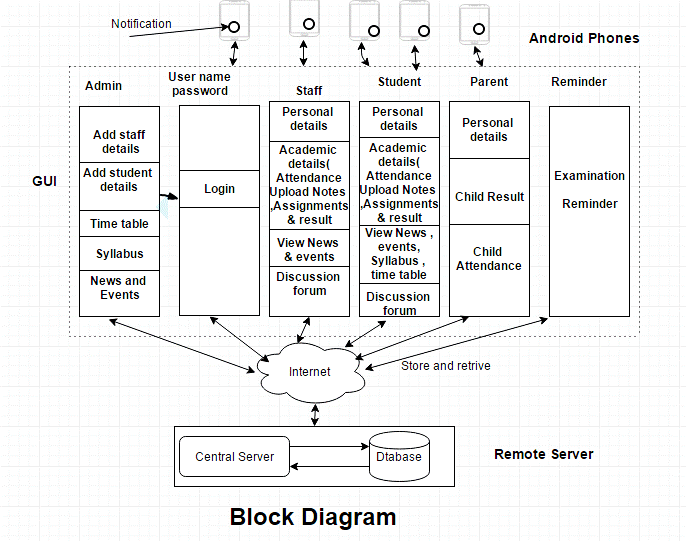 Notification
Android Phones
Admin
User name
password
Staff
Student
Parent
Reminder
GUI
Add staff
details
Add student
details
Time table
Syllabus
News and
Events
Login
Personal
details
Academic
details(
Attendance
Upload Notes
,Assignments
& result
View News
& events
Discussion
forum
Personal
details
Academic
details(
Attendance
Upload Notes
,Assignments
& result
View News ,
events,
Syllabus ,
time table
Discussion
forum
Personal
details
Child Result
Child
Attendance
Examination
Reminder
Internet
Store and retrive
Central Server
Dtabase
Remote Server
Block Diagram